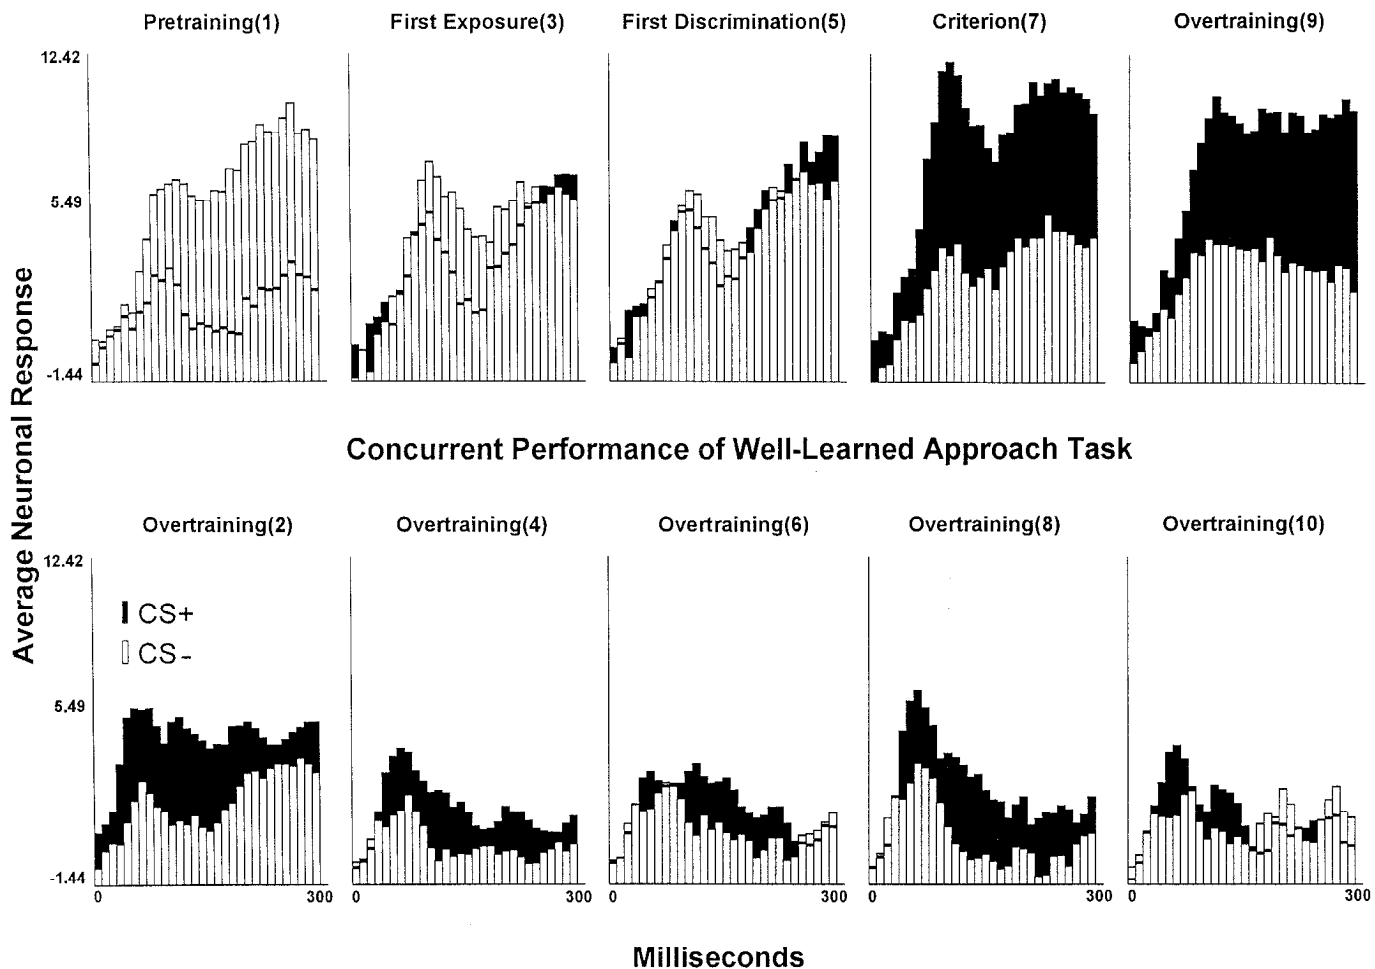 Pretraining(1) First Exposure(3) First Discrimination(5) Criterion(7) Overtraining(9)
12.42
5.49
-1.44
Average Neuronal Response
Concurrent Performance of Well-Learned Approach Task
Overtraining(2) Overtraining(4) Overtraining(6) Overtraining(8) Overtraining(10)
12.42
CS+
CS-
5.49
-1.44
0 300 0 300 0 300 0 300 0 300
Milliseconds